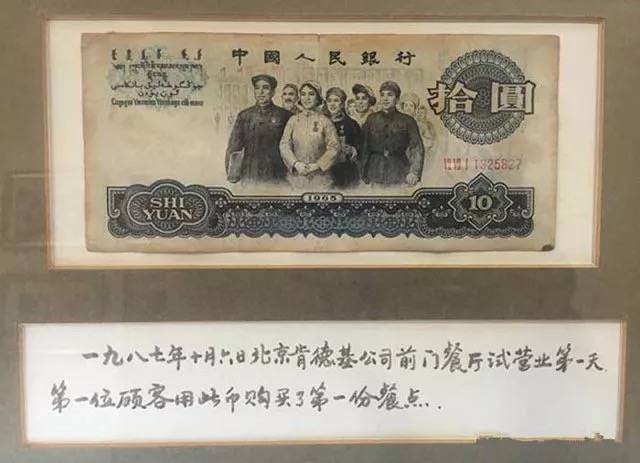 中國人民銀行
拾圓
1325827
SHI
YUAN
1965
10
一九八七年十月六日北京肯德基公司前门餐厅试营业第一天
第一位顾客用此币购买了第一份餐点.